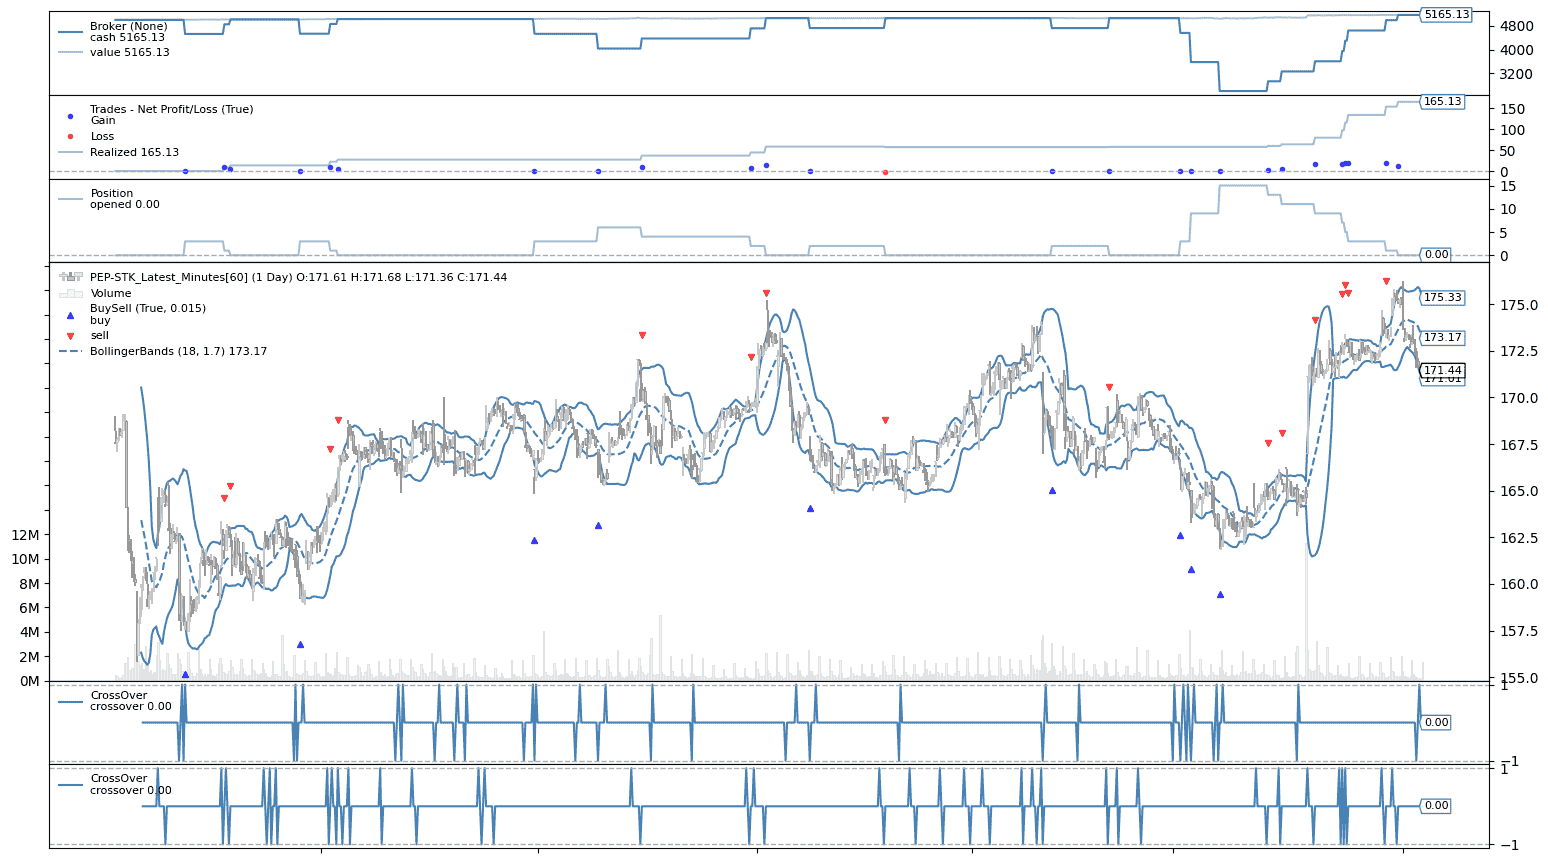 Broker (None)
cash 5165.13
value 5165.13
5165.13
4800
4000
3200
Trades - Net Profit/Loss (True)
Gain
Loss
Realized 165.13
165.13
150
100
50
0
Position
opened 0.00
15
10
5
0.00
0
PEP-STK_Latest_Minutes[60] (1 Day) O:171.61 H:171.68 L:171.36 C:171.44
Volume
BuySell (True, 0.015)
buy
sell
BollingerBands (18, 1.7) 173.17
175.33
173.17
171.44
171.01
175.0
172.5
170.0
167.5
165.0
162.5
160.0
157.5
155.0
12M
10M
8M
6M
4M
2M
0M
CrossOver
crossover 0.00
1
0.00
−1
CrossOver
crossover 0.00
1
0.00
−1